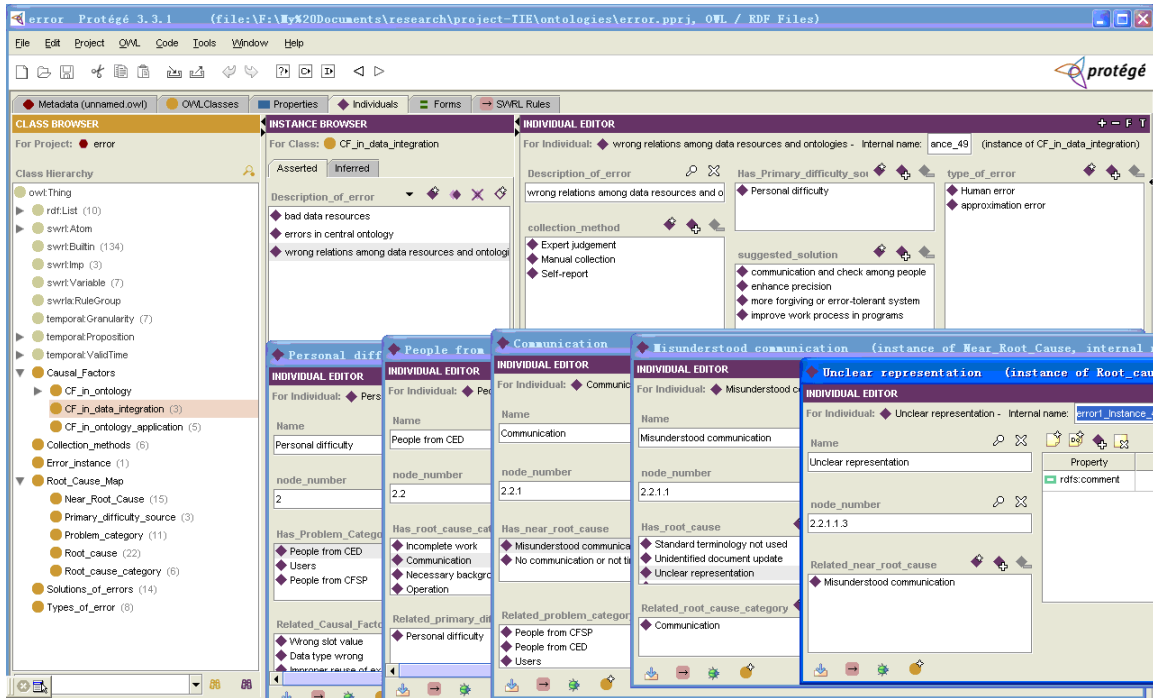 error Protégé 3.3.1 (file:\F:\My%20Documents\research\project-TIE\ontologies\error.pprj, OWL / RDF Files)
File Edit Project OWL Code Tools Window Help
protégé
Metadata (unnamed.owl) OWLClasses Properties Individuals Forms SWRL Rules
CLASS BROWSER
For Project: error
Class Hierarchy
owl:Thing
rdf:List (10)
swrl:Atom
swrl:Builtin (134)
swrl:Imp (3)
swrl:Variable (7)
swrla:RuleGroup
temporal:Granularity (7)
temporal:Proposition
temporal:ValidTime
Causal_Factors
CF_in_ontology
CF_in_data_integration (3)
CF_in_ontology_application (5)
Collection_methods (6)
Error_instance (1)
Root_Cause_Map
Near_Root_Cause (15)
Primary_difficulty_source (3)
Problem_category (11)
Root_cause (22)
Root_cause_category (6)
Solutions_of_errors (14)
Types_of_error (8)
INSTANCE BROWSER
For Class: CF_in_data_integration
Asserted Inferred
Description_of_error
bad data resources
errors in central ontology
wrong relations among data resources and ontologi
INDIVIDUAL EDITOR + − F T
For Individual: wrong relations among data resources and ontologies - Internal name: ance_49 (instance of CF_in_data_integration)
Description_of_error
wrong relations among data resources and o
collection_method
Expert judgement
Manual collection
Self-report
Has_Primary_difficulty_sou
Personal difficulty
suggested_solution
communication and check among people
enhance precision
more forgiving or error-tolerant system
improve work process in programs
type_of_error
Human error
approximation error
Personal diff
INDIVIDUAL EDITOR
For Individual: Pers
Name
Personal difficulty
node_number
2
Has_Problem_Catego
People from CED
Users
People from CFSP
Related_Causal_Facto
Wrong slot value
Data type wrong
Improper reuse of ex
People from
INDIVIDUAL EDITOR
For Individual: Peo
Name
People from CED
node_number
2.2
Has_root_cause_cat
Incomplete work
Communication
Necessary backgro
Operation
Related_primary_dif
Personal difficulty
Communication
INDIVIDUAL EDITOR
For Individual: Communic
Name
Communication
node_number
2.2.1
Has_near_root_cause
Misunderstood communica
No communication or not ti
Related_problem_category
People from CFSP
People from CED
Users
Misunderstood communication (instance of Near_Root_Cause, internal n
INDIVIDUAL EDITOR
For Individual: Misunderstood co
Name
Misunderstood communication
node_number
2.2.1.1
Has_root_cause
Standard terminology not used
Unidentified document update
Unclear representation
Related_root_cause_category
Communication
Unclear representation (instance of Root_cau
INDIVIDUAL EDITOR
For Individual: Unclear representation - Internal name: error1_Instance_4
Name
Unclear representation
node_number
2.2.1.1.3
Related_near_root_cause
Misunderstood communication
Property
rdfs:comment